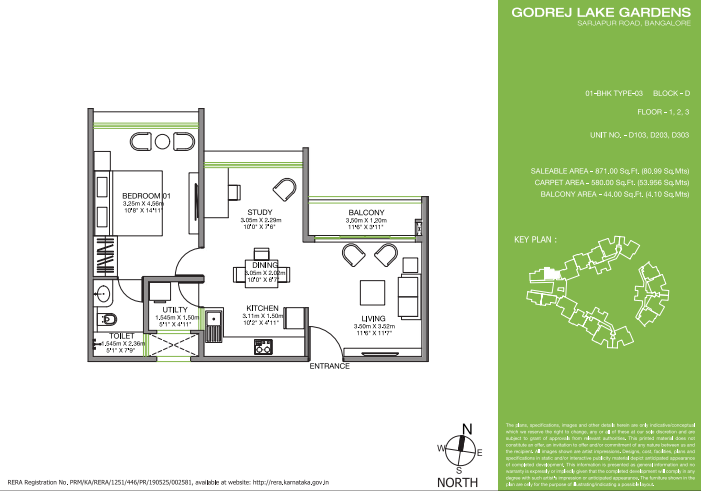 GODREJ LAKE GARDENS
SARJAPUR ROAD, BANGALORE
01-BHK TYPE-03 BLOCK - D
FLOOR - 1, 2, 3
UNIT NO. - D103, D203, D303
SALEABLE AREA - 871.00 Sq.Ft. (80.99 Sq.Mts)
CARPET AREA - 580.00 Sq.Ft. (53.956 Sq.Mts)
BALCONY AREA - 44.00 Sq.Ft. (4.10 Sq.Mts)
KEY PLAN :
BEDROOM 01
3.25m X 4.56m
10'8" X 14'11"
STUDY
3.05m X 2.29m
10'0" X 7'6"
BALCONY
3.50m X 1.20m
11'6" X 3'11"
DINING
3.05m X 2.02m
10'0" X 6'7"
UTILTY
1.545m X 1.50m
5'1" X 4'11"
KITCHEN
3.11m X 1.50m
10'2" X 4'11"
LIVING
3.50m X 3.52m
11'6" X 11'7"
TOILET
1.545m X 2.36m
5'1" X 7'9"
ENTRANCE
N
W
E
S
NORTH
The plans, specifications, images and other details herein are only indicative/conceptual
which we reserve the right to change, any or all of these at our sole discretion and are
subject to grant of approvals from relevant authorities. This printed material does not
constitute an offer, an invitation to offer and/or commitment of any nature between us and
the recipient. All images shown are artist impressions. Designs, cost, facilities, plans and
specifications in static and/or interactive publicity material depict anticipated appearance
of completed development. This information is presented as general information and no
warranty is expressly or impliedly given that the completed development will comply in any
degree with such artist's impression or anticipated appearance. The furniture shown in the
plan are only for the purpose of illustrating/indicating a possible layout.
RERA Registration No. PRM/KA/RERA/1251/446/PR/190525/002581, available at website: http://rera.karnataka.gov.in